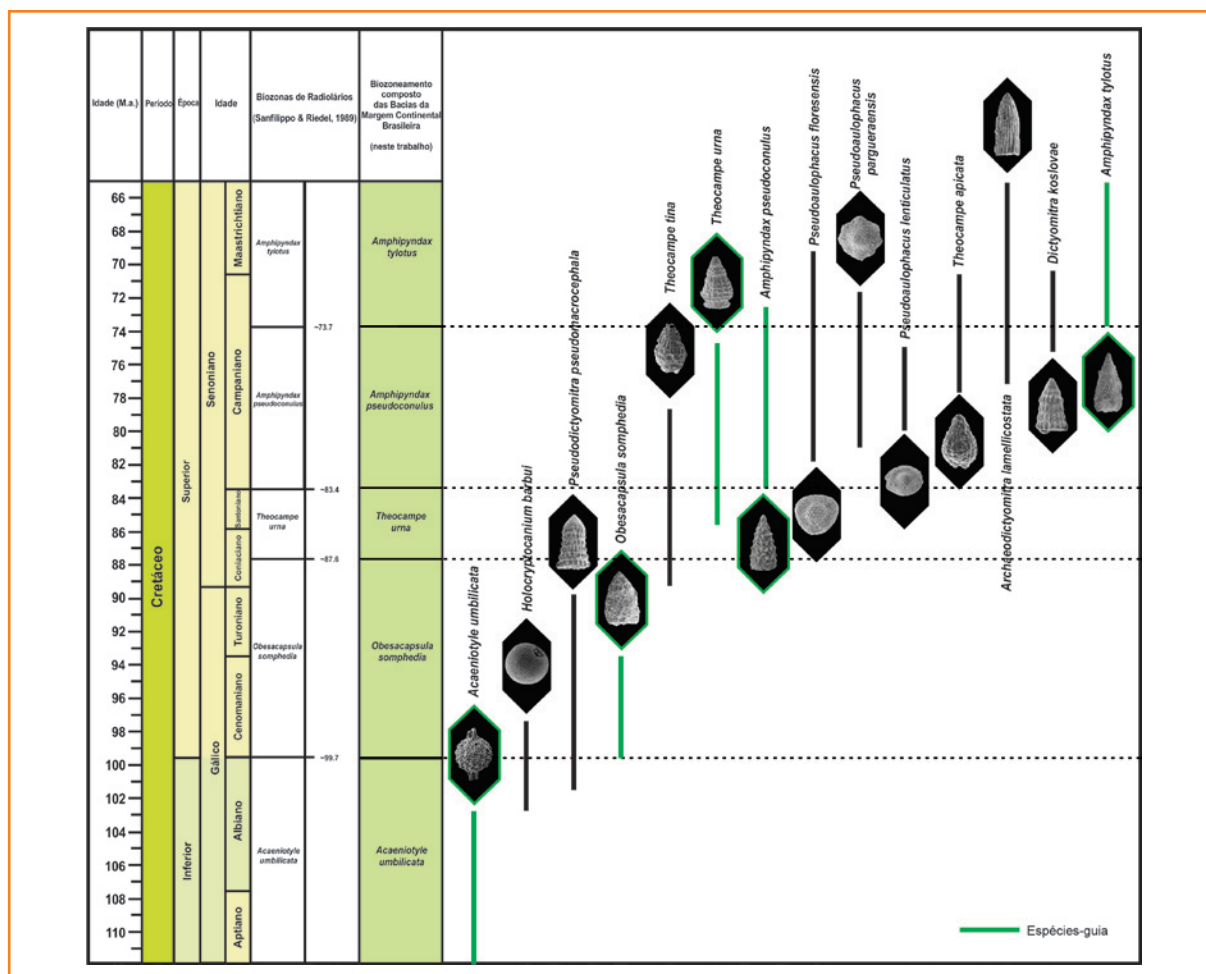 Idade (M.a.)
Período
Época
Idade
Biozonas de Radiolários
(Sanfilippo & Riedel, 1989)
Biozoneamento
composto
das Bacias da
Margem Continental
Brasileira
(neste trabalho)
66
68
70
72
74
76
78
80
82
84
86
88
90
92
94
96
98
100
102
104
106
108
110
Cretáceo
Superior
Inferior
Senoniano
Gálico
Maastrichtiano
Campaniano
Santoniano
Coniaciano
Turoniano
Cenomaniano
Albiano
Aptiano
Amphipyndax
tylotus
~73.7
Amphipyndax
pseudoconulus
~83.4
Theocampe
urna
~87.6
Obesacapsula
somphedia
~99.7
Acaeniotyle
umbilicata
Amphipyndax
tylotus
Amphipyndax
pseudoconulus
Theocampe
urna
Obesacapsula
somphedia
Acaeniotyle
umbilicata
Acaeniotyle umbilicata
Holocryptocanium barbui
Pseudodictyomitra pseudomacrocephala
Obesacapsula somphedia
Theocampe tina
Theocampe urna
Amphipyndax pseudoconulus
Pseudoaulophacus floresensis
Pseudoaulophacus
pargueraensis
Pseudoaulophacus lenticulatus
Theocampe apicata
Archaeodictyomitra lamellicostata
Dictyomitra koslovae
Amphipyndax tylotus
Espécies-guia